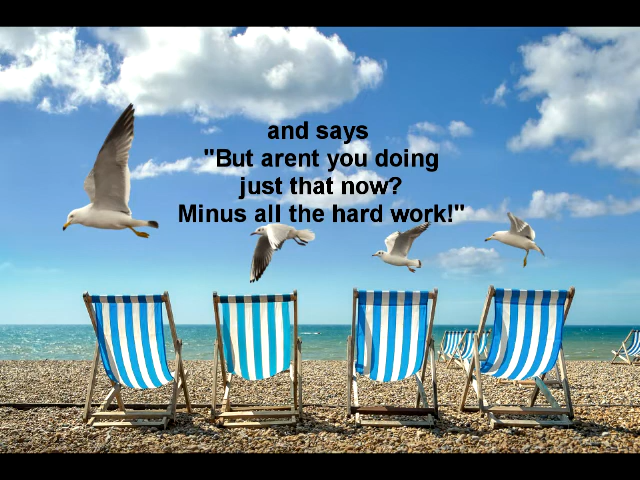 and says
"But arent you doing
just that now?
Minus all the hard work!"